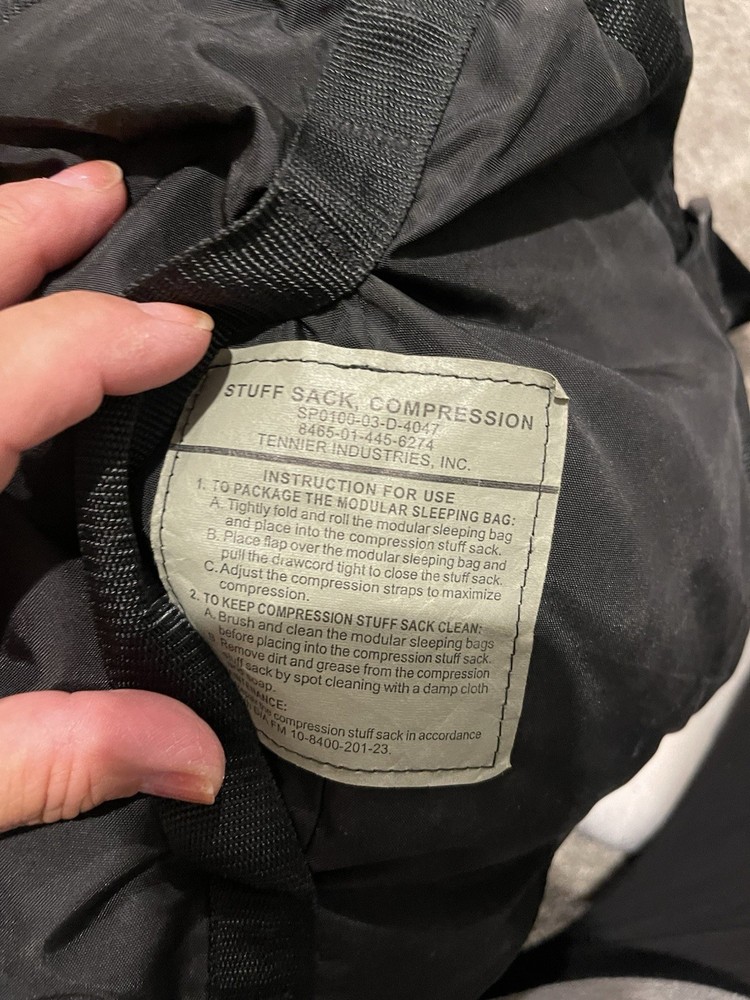 STUFF SACK, COMPRESSION
SP0100-03-D-4047
8465-01-445-6274
TENNIER INDUSTRIES, INC.
INSTRUCTION FOR USE
1. TO PACKAGE THE MODULAR SLEEPING BAG:
A. Tightly fold and roll the modular sleeping bag
and place into the compression stuff sack.
B. Place flap over the modular sleeping bag and
pull the drawcord tight to close the stuff sack.
C. Adjust the compression straps to maximize
compression.
2. TO KEEP COMPRESSION STUFF SACK CLEAN:
A. Brush and clean the modular sleeping bags
before placing into the compression stuff sack.
Remove dirt and grease from the compression
sack by spot cleaning with a damp cloth
soap.
compression stuff sack in accordance
FM 10-8400-201-23.